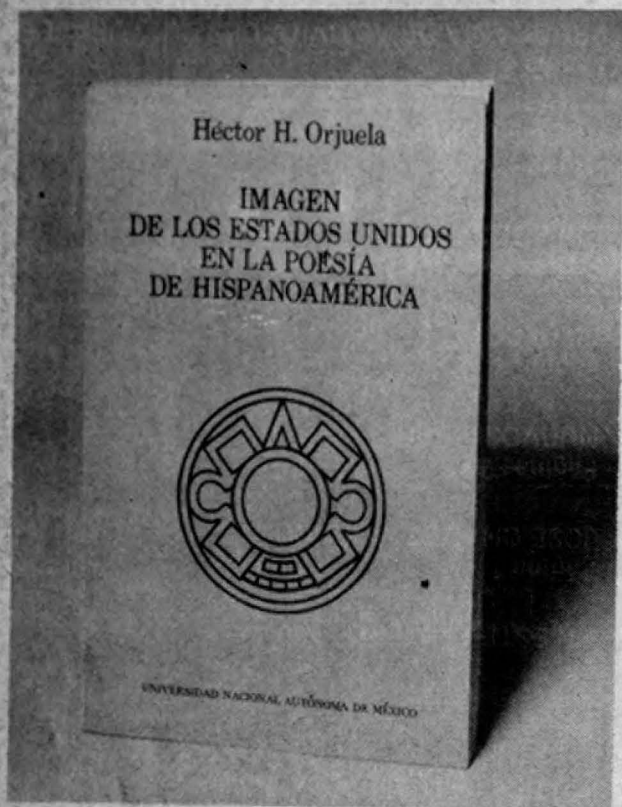 Héctor H. Orjuela
IMAGEN
DE LOS ESTADOS UNIDOS
EN LA POESÍA
DE HISPANOAMÉRICA
UNIVERSIDAD NACIONAL AUTÓNOMA DE MÉXICO